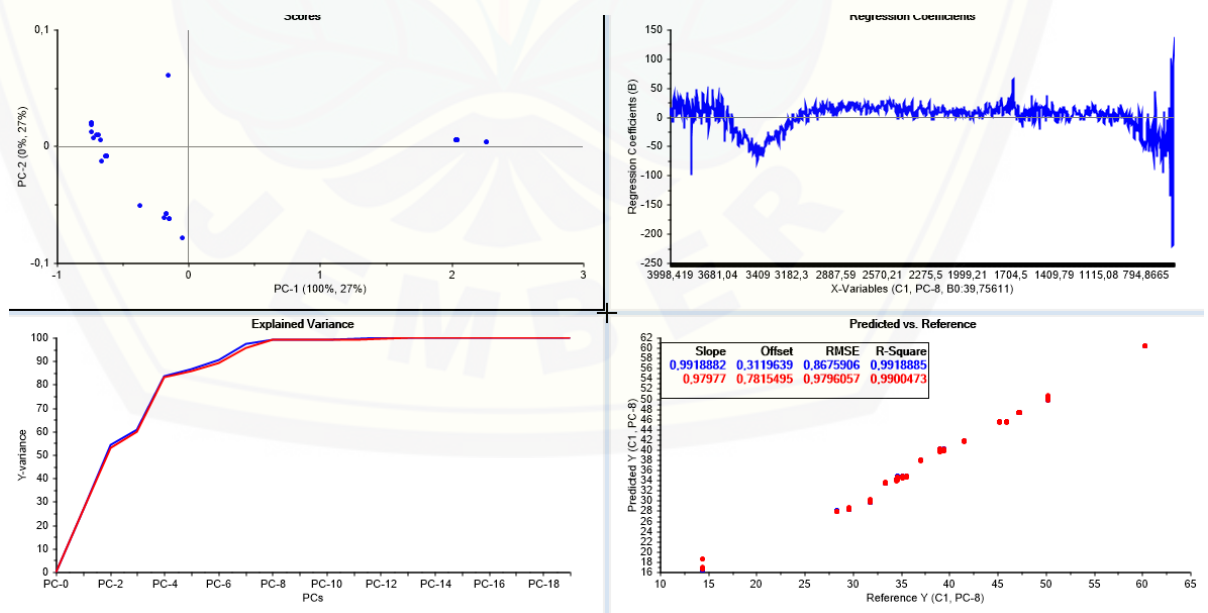 Scores
0,1
0
-0,1
PC-2 (0%, 27%)
-1 0 1 2 3
PC-1 (100%, 27%)
Regression Coefficients
150
100
50
0
-50
-100
-150
-200
-250
Regression Coefficients (B)
3998,419 3681,04 3409 3182,3 2887,59 2570,21 2275,5 1999,21 1704,5 1409,79 1115,08 794,8665
X-Variables (C1, PC-8, B0:39,75611)
Explained Variance
100
90
80
70
60
50
40
30
20
10
0
Y-variance
PC-0 PC-2 PC-4 PC-6 PC-8 PC-10 PC-12 PC-14 PC-16 PC-18
PCs
Predicted vs. Reference
Slope Offset RMSE R-Square
0,9918882 0,3119639 0,8675906 0,9918885
0,97977 0,7815495 0,9796057 0,9900473
62
60
58
56
54
52
50
48
46
44
42
40
38
36
34
32
30
28
26
24
22
20
18
16
Predicted Y (C1, PC-8)
10 15 20 25 30 35 40 45 50 55 60 65
Reference Y (C1, PC-8)
JEMBER